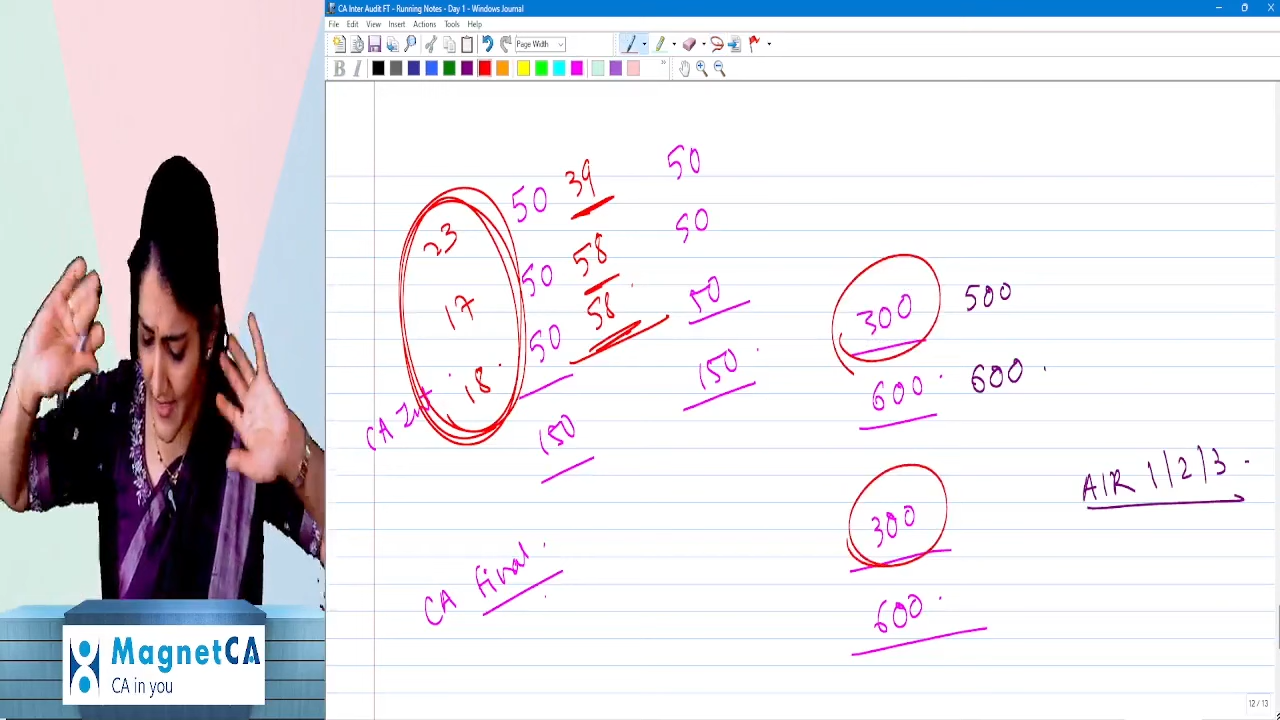 CA Inter Audit FT - Running Notes - Day 1 - Windows Journal
File Edit View Insert Actions Tools Help
Page Width
B I
50 39 50
23
50
50 58
17
50 58 50
18
CA Int
150
150
300 500
600 600
AIR 1/2/3
300
CA Final
600
MagnetCA
CA in you
12 / 13